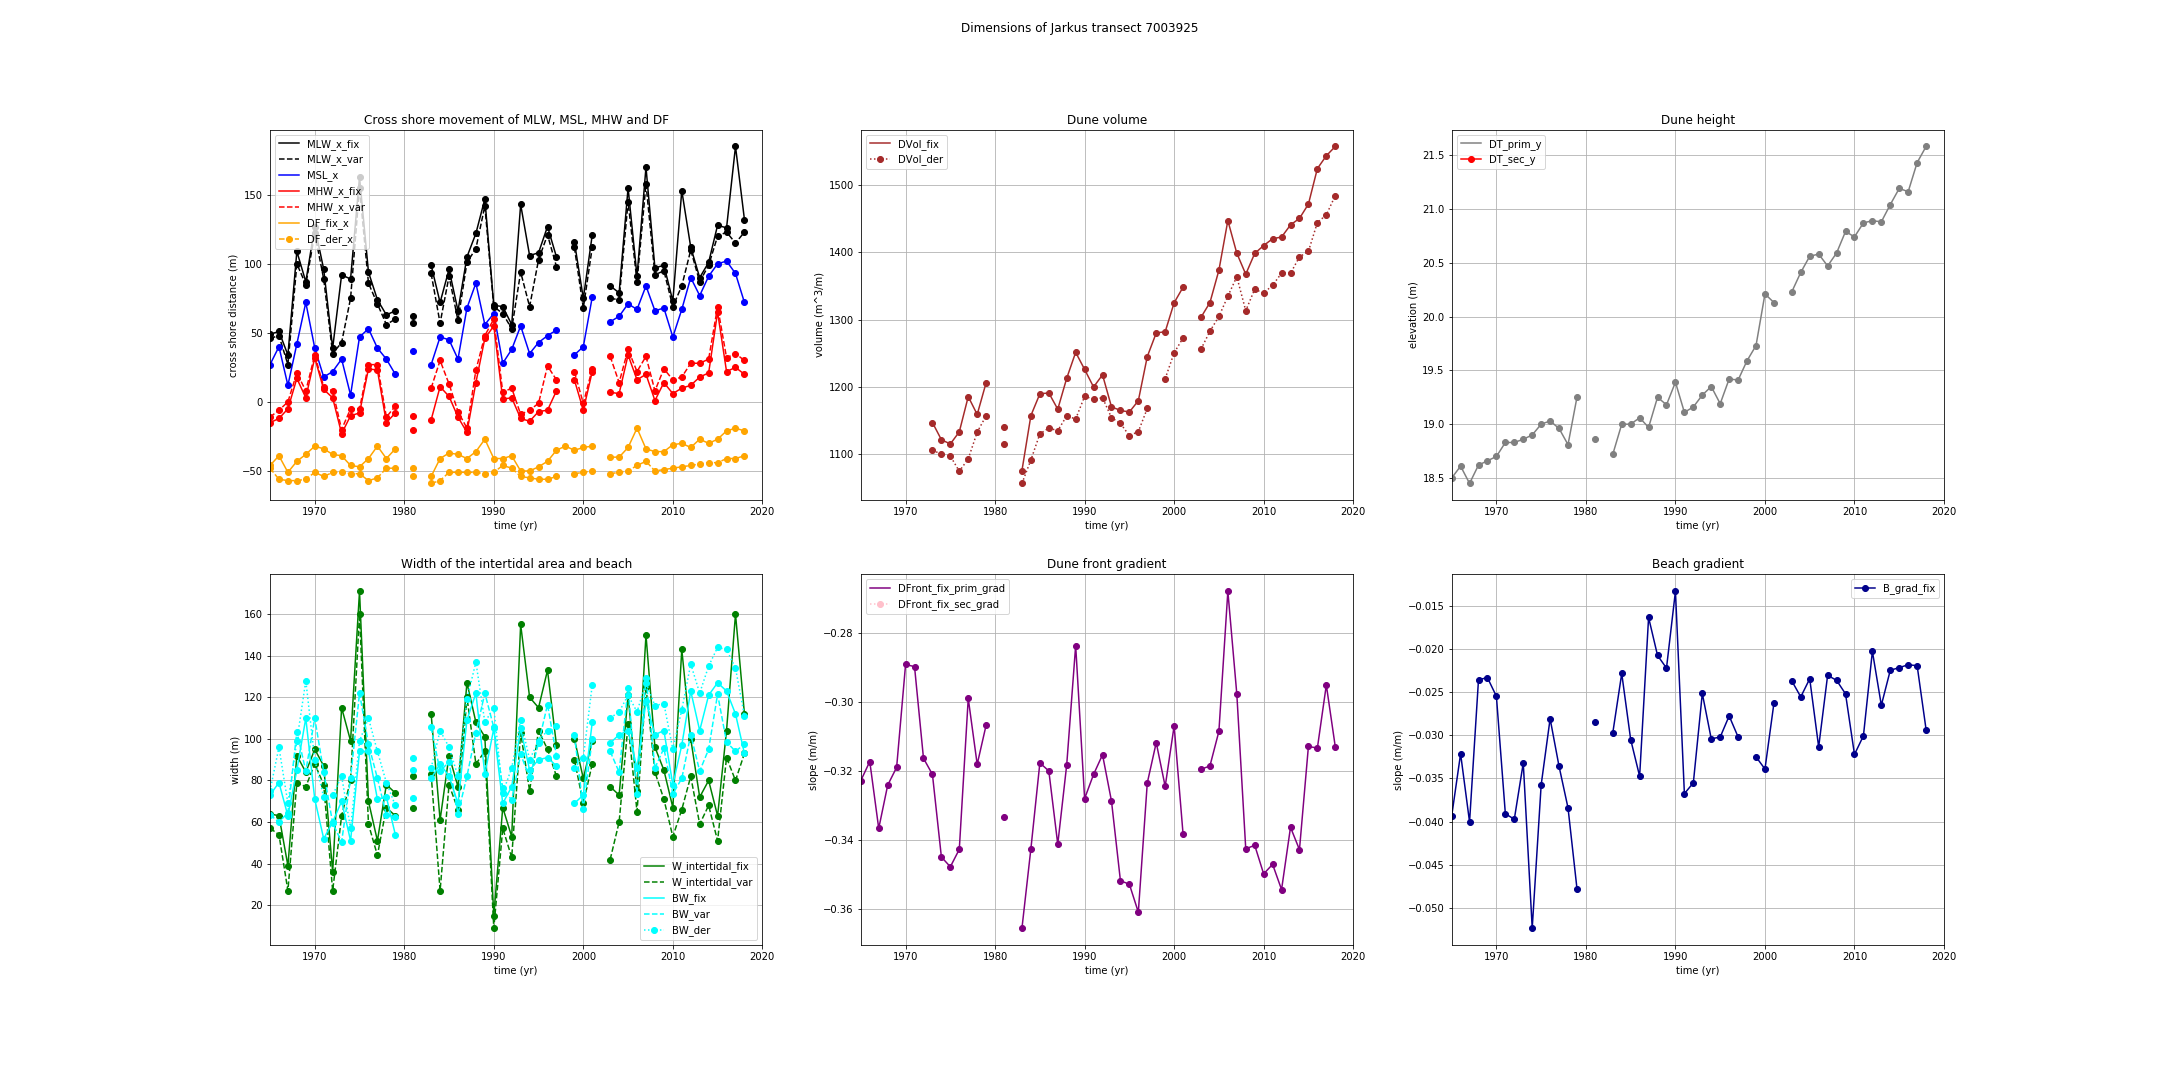 Dimensions of Jarkus transect 7003925
Cross shore movement of MLW, MSL, MHW and DF
MLW_x_fix
MLW_x_var
MSL_x
MHW_x_fix
MHW_x_var
DF_fix_x
DF_der_x
150
100
50
0
−50
cross shore distance (m)
1970 1980 1990 2000 2010 2020
time (yr)
Dune volume
DVol_fix
DVol_der
1500
1400
1300
1200
1100
volume (m^3/m)
1970 1980 1990 2000 2010 2020
time (yr)
Dune height
DT_prim_y
DT_sec_y
21.5
21.0
20.5
20.0
19.5
19.0
18.5
elevation (m)
1970 1980 1990 2000 2010 2020
time (yr)
Width of the intertidal area and beach
160
140
120
100
80
60
40
20
width (m)
W_intertidal_fix
W_intertidal_var
BW_fix
BW_var
BW_der
1970 1980 1990 2000 2010 2020
time (yr)
Dune front gradient
DFront_fix_prim_grad
DFront_fix_sec_grad
−0.28
−0.30
−0.32
−0.34
−0.36
slope (m/m)
1970 1980 1990 2000 2010 2020
time (yr)
Beach gradient
B_grad_fix
−0.015
−0.020
−0.025
−0.030
−0.035
−0.040
−0.045
−0.050
slope (m/m)
1970 1980 1990 2000 2010 2020
time (yr)